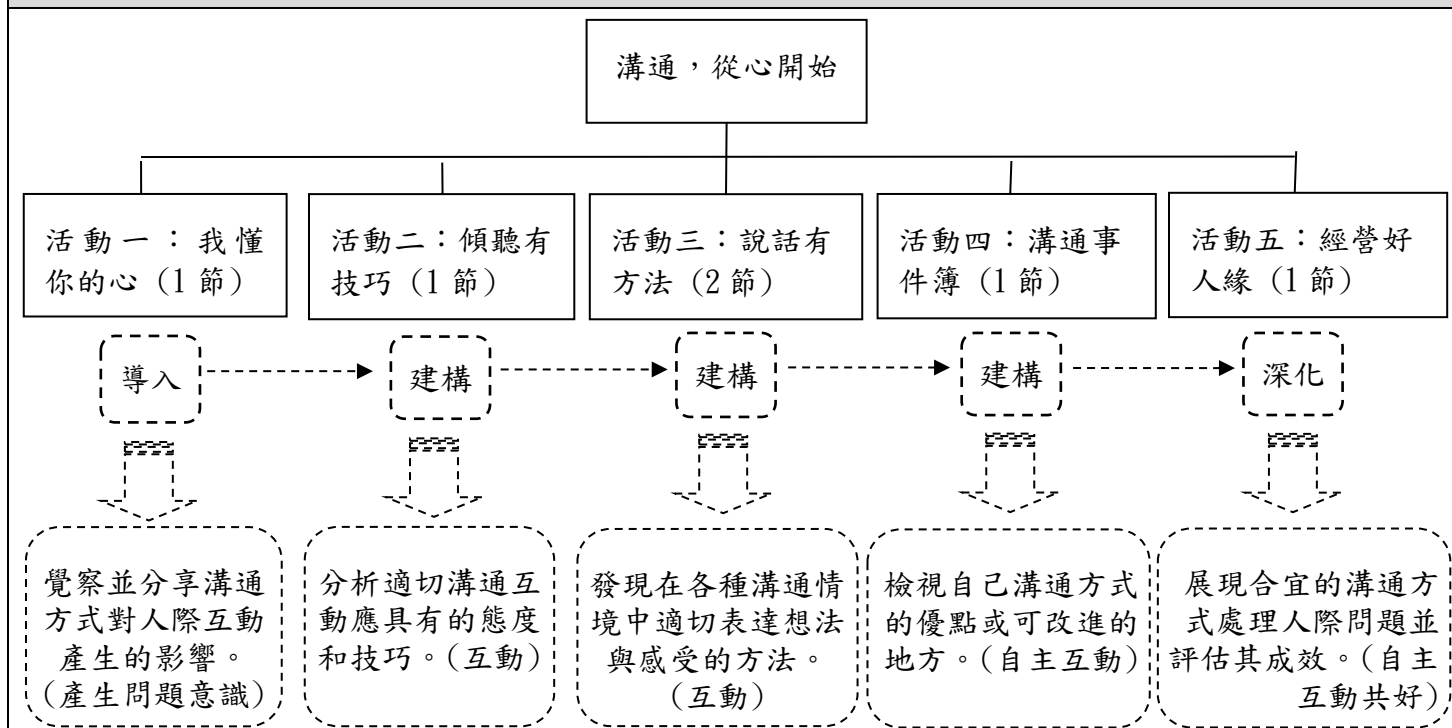 溝通，從心開始
活動一：我懂
你的心（1 節）
活動二：傾聽有
技巧（1 節）
活動三：說話有
方法（2 節）
活動四：溝通事
件簿（1 節）
活動五：經營好
人緣（1 節）
導入
建構
建構
建構
深化
覺察並分享溝通
方式對人際互動
產生的影響。
（產生問題意識）
分析適切溝通互
動應具有的態度
和技巧。（互動）
發現在各種溝通情
境中適切表達想法
與感受的方法。
（互動）
檢視自己溝通方式
的優點或可改進的
地方。（自主互動）
展現合宜的溝通方
式處理人際問題並
評估其成效。（自主
互動共好）